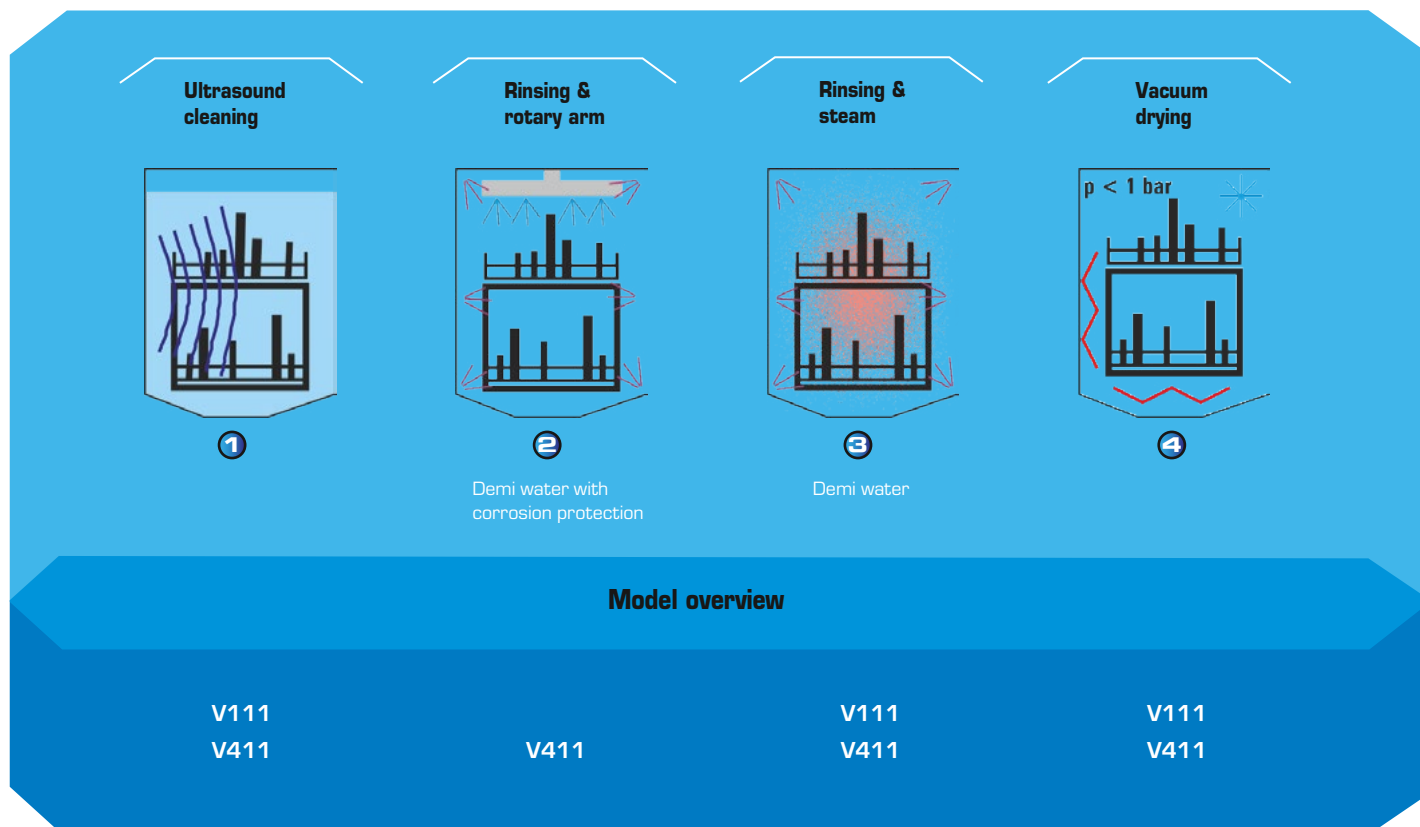 Ultrasound
cleaning
Rinsing &
rotary arm
Rinsing &
steam
Vacuum
drying
p < 1 bar
1
2
3
4
Demi water with
corrosion protection
Demi water
Model overview
V111
V111
V111
V411
V411
V411
V411